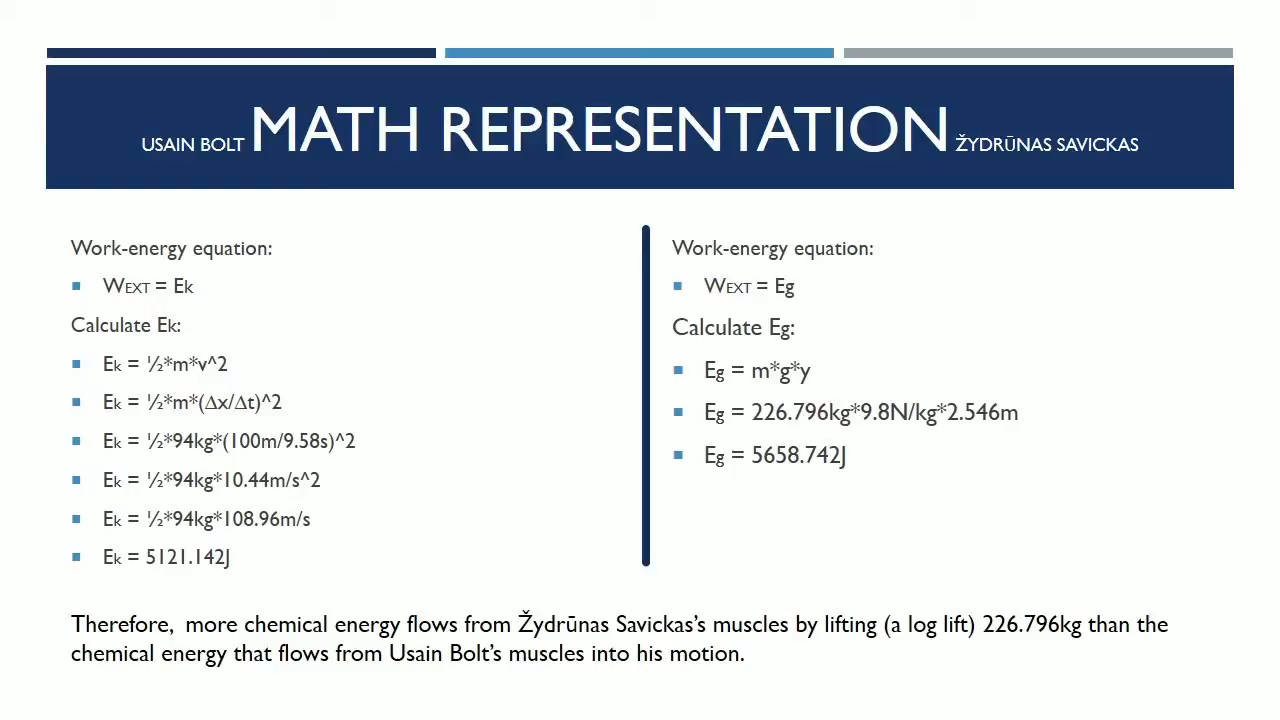 USAIN BOLT MATH REPRESENTATION ŽYDRŪNAS SAVICKAS
Work-energy equation:
WEXT = Ek
Calculate Ek:
Ek = ½*m*v^2
Ek = ½*m*(∆x/∆t)^2
Ek = ½*94kg*(100m/9.58s)^2
Ek = ½*94kg*10.44m/s^2
Ek = ½*94kg*108.96m/s
Ek = 5121.142J
Work-energy equation:
WEXT = Eg
Calculate Eg:
Eg = m*g*y
Eg = 226.796kg*9.8N/kg*2.546m
Eg = 5658.742J
Therefore,  more chemical energy flows from Žydrūnas Savickas’s muscles by lifting (a log lift) 226.796kg than the
chemical energy that flows from Usain Bolt’s muscles into his motion.